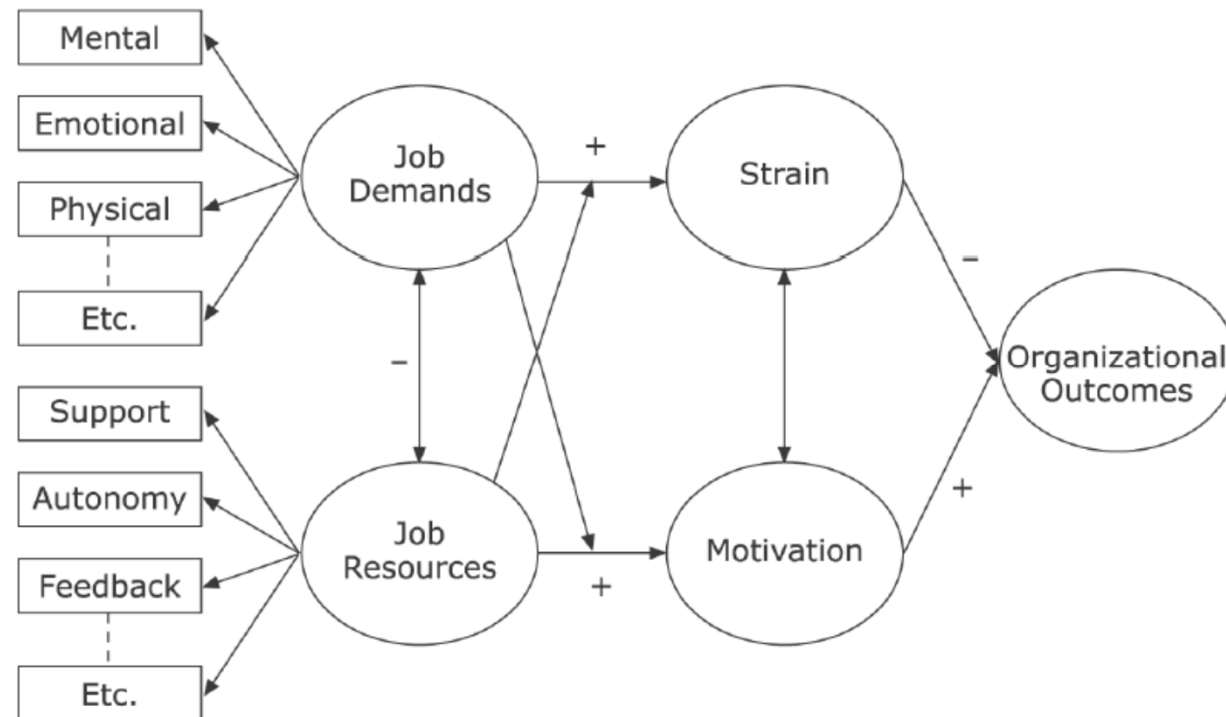 Mental
Emotional
Physical
Etc.
Support
Autonomy
Feedback
Etc.
Job
Demands
Job
Resources
+
–
+
Strain
Motivation
–
+
Organizational
Outcomes